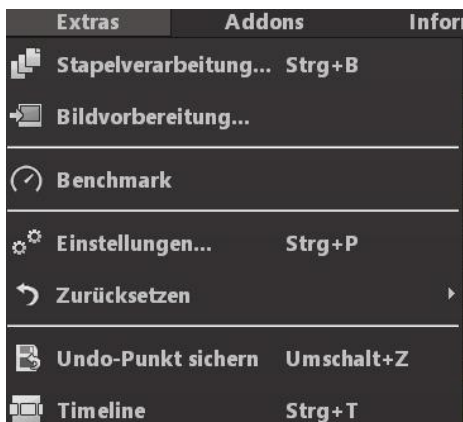 Extras Addons
Stapelverarbeitung... Strg+B
Bildvorbereitung...
Benchmark
Einstellungen... Strg+P
Zurücksetzen
Undo-Punkt sichern Umschalt+Z
Timeline Strg+T